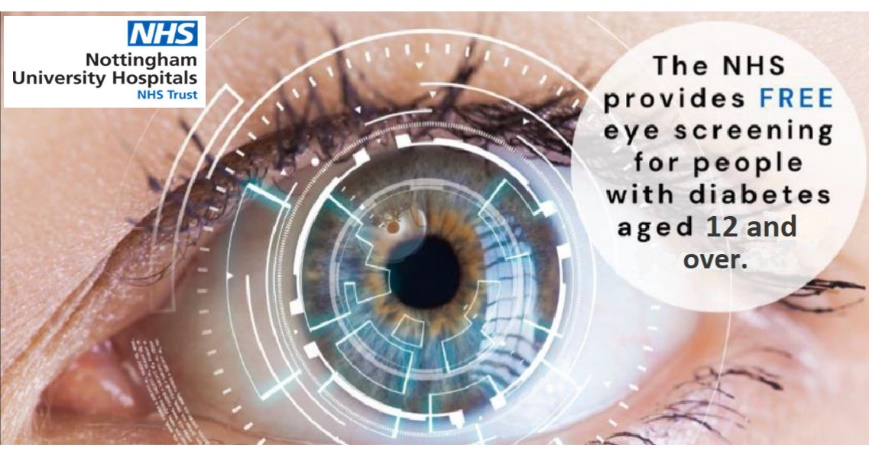 NHS
Nottingham
University Hospitals
NHS Trust
The NHS
provides FREE
eye screening
for people
with diabetes
aged 12 and
over.